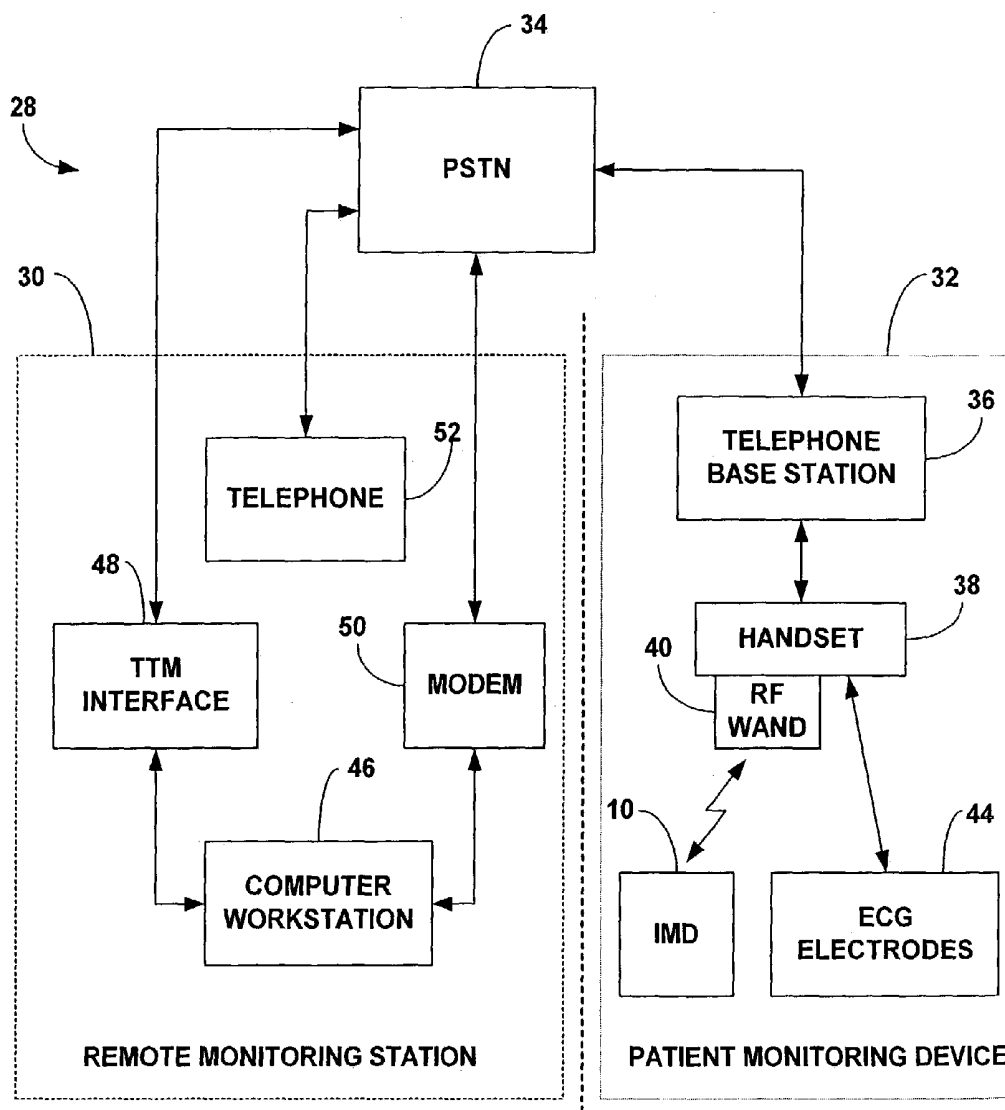 34
28
PSTN
30
32
36
TELEPHONE
BASE STATION
52
TELEPHONE
48
38
50
HANDSET
TTM
INTERFACE
MODEM
40
RF
WAND
46
10
44
COMPUTER
WORKSTATION
IMD
ECG
ELECTRODES
REMOTE MONITORING STATION
PATIENT MONITORING DEVICE